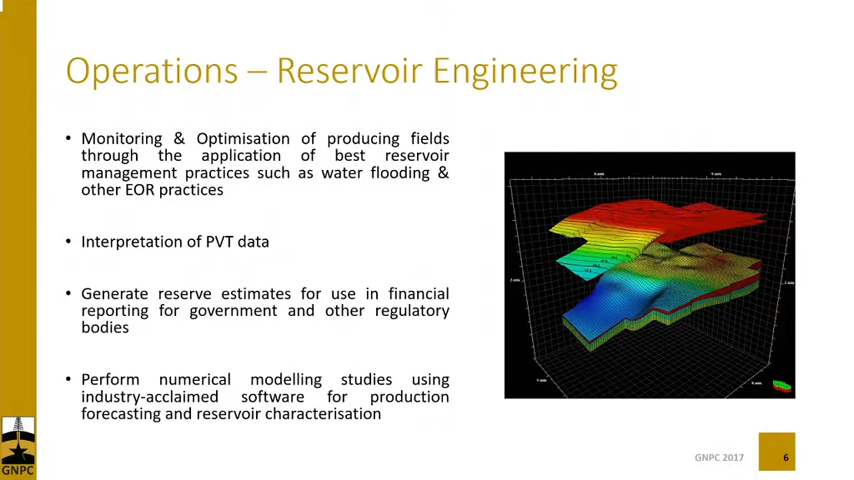 Operations – Reservoir Engineering
• Monitoring & Optimisation of producing fields
through the application of best reservoir
management practices such as water flooding &
other EOR practices
• Interpretation of PVT data
• Generate reserve estimates for use in financial
reporting for government and other regulatory
bodies
• Perform numerical modelling studies using
industry-acclaimed software for production
forecasting and reservoir characterisation
GNPC
GNPC 2017
6